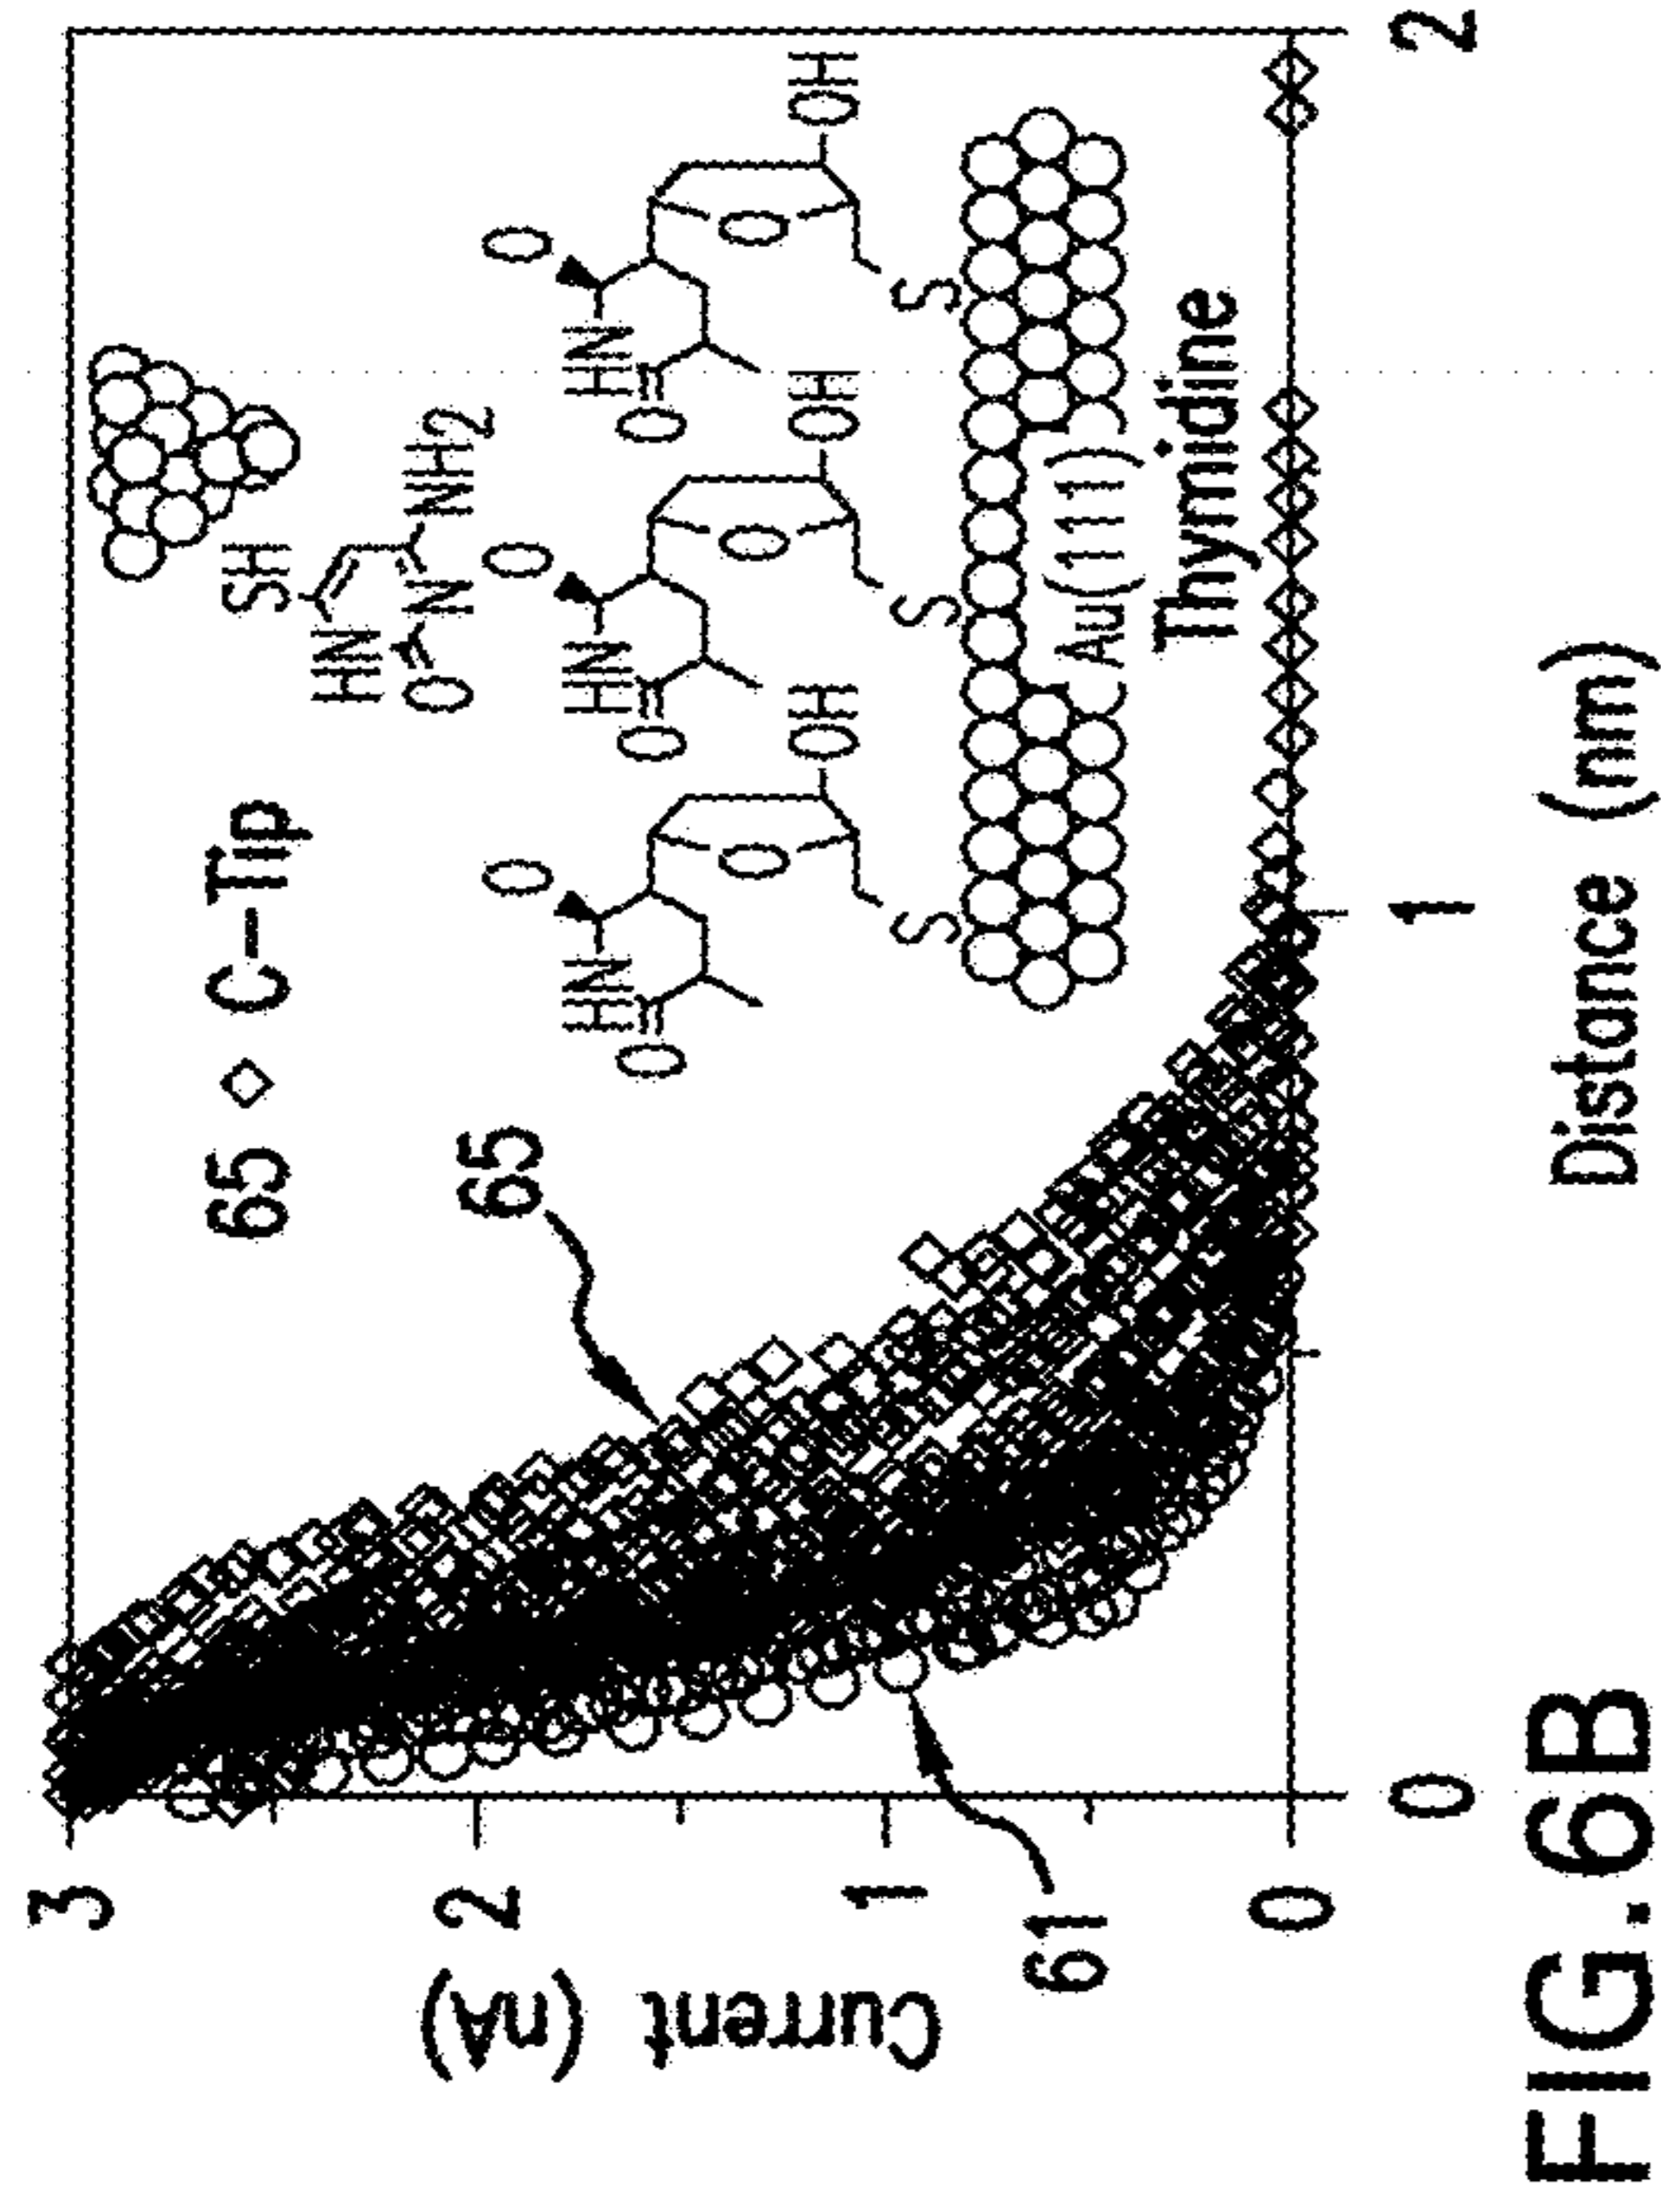 3
2
1
0
Current (nA)
0
1
2
Distance (nm)
65 ◇ C-Tip
65
61
SH
HN
NH2
N
O
O
O
O
HN
HN
HN
O
O
O
O
O
O
OH
OH
OH
S
S
S
Au(111)
Thymidine
FIG.6B